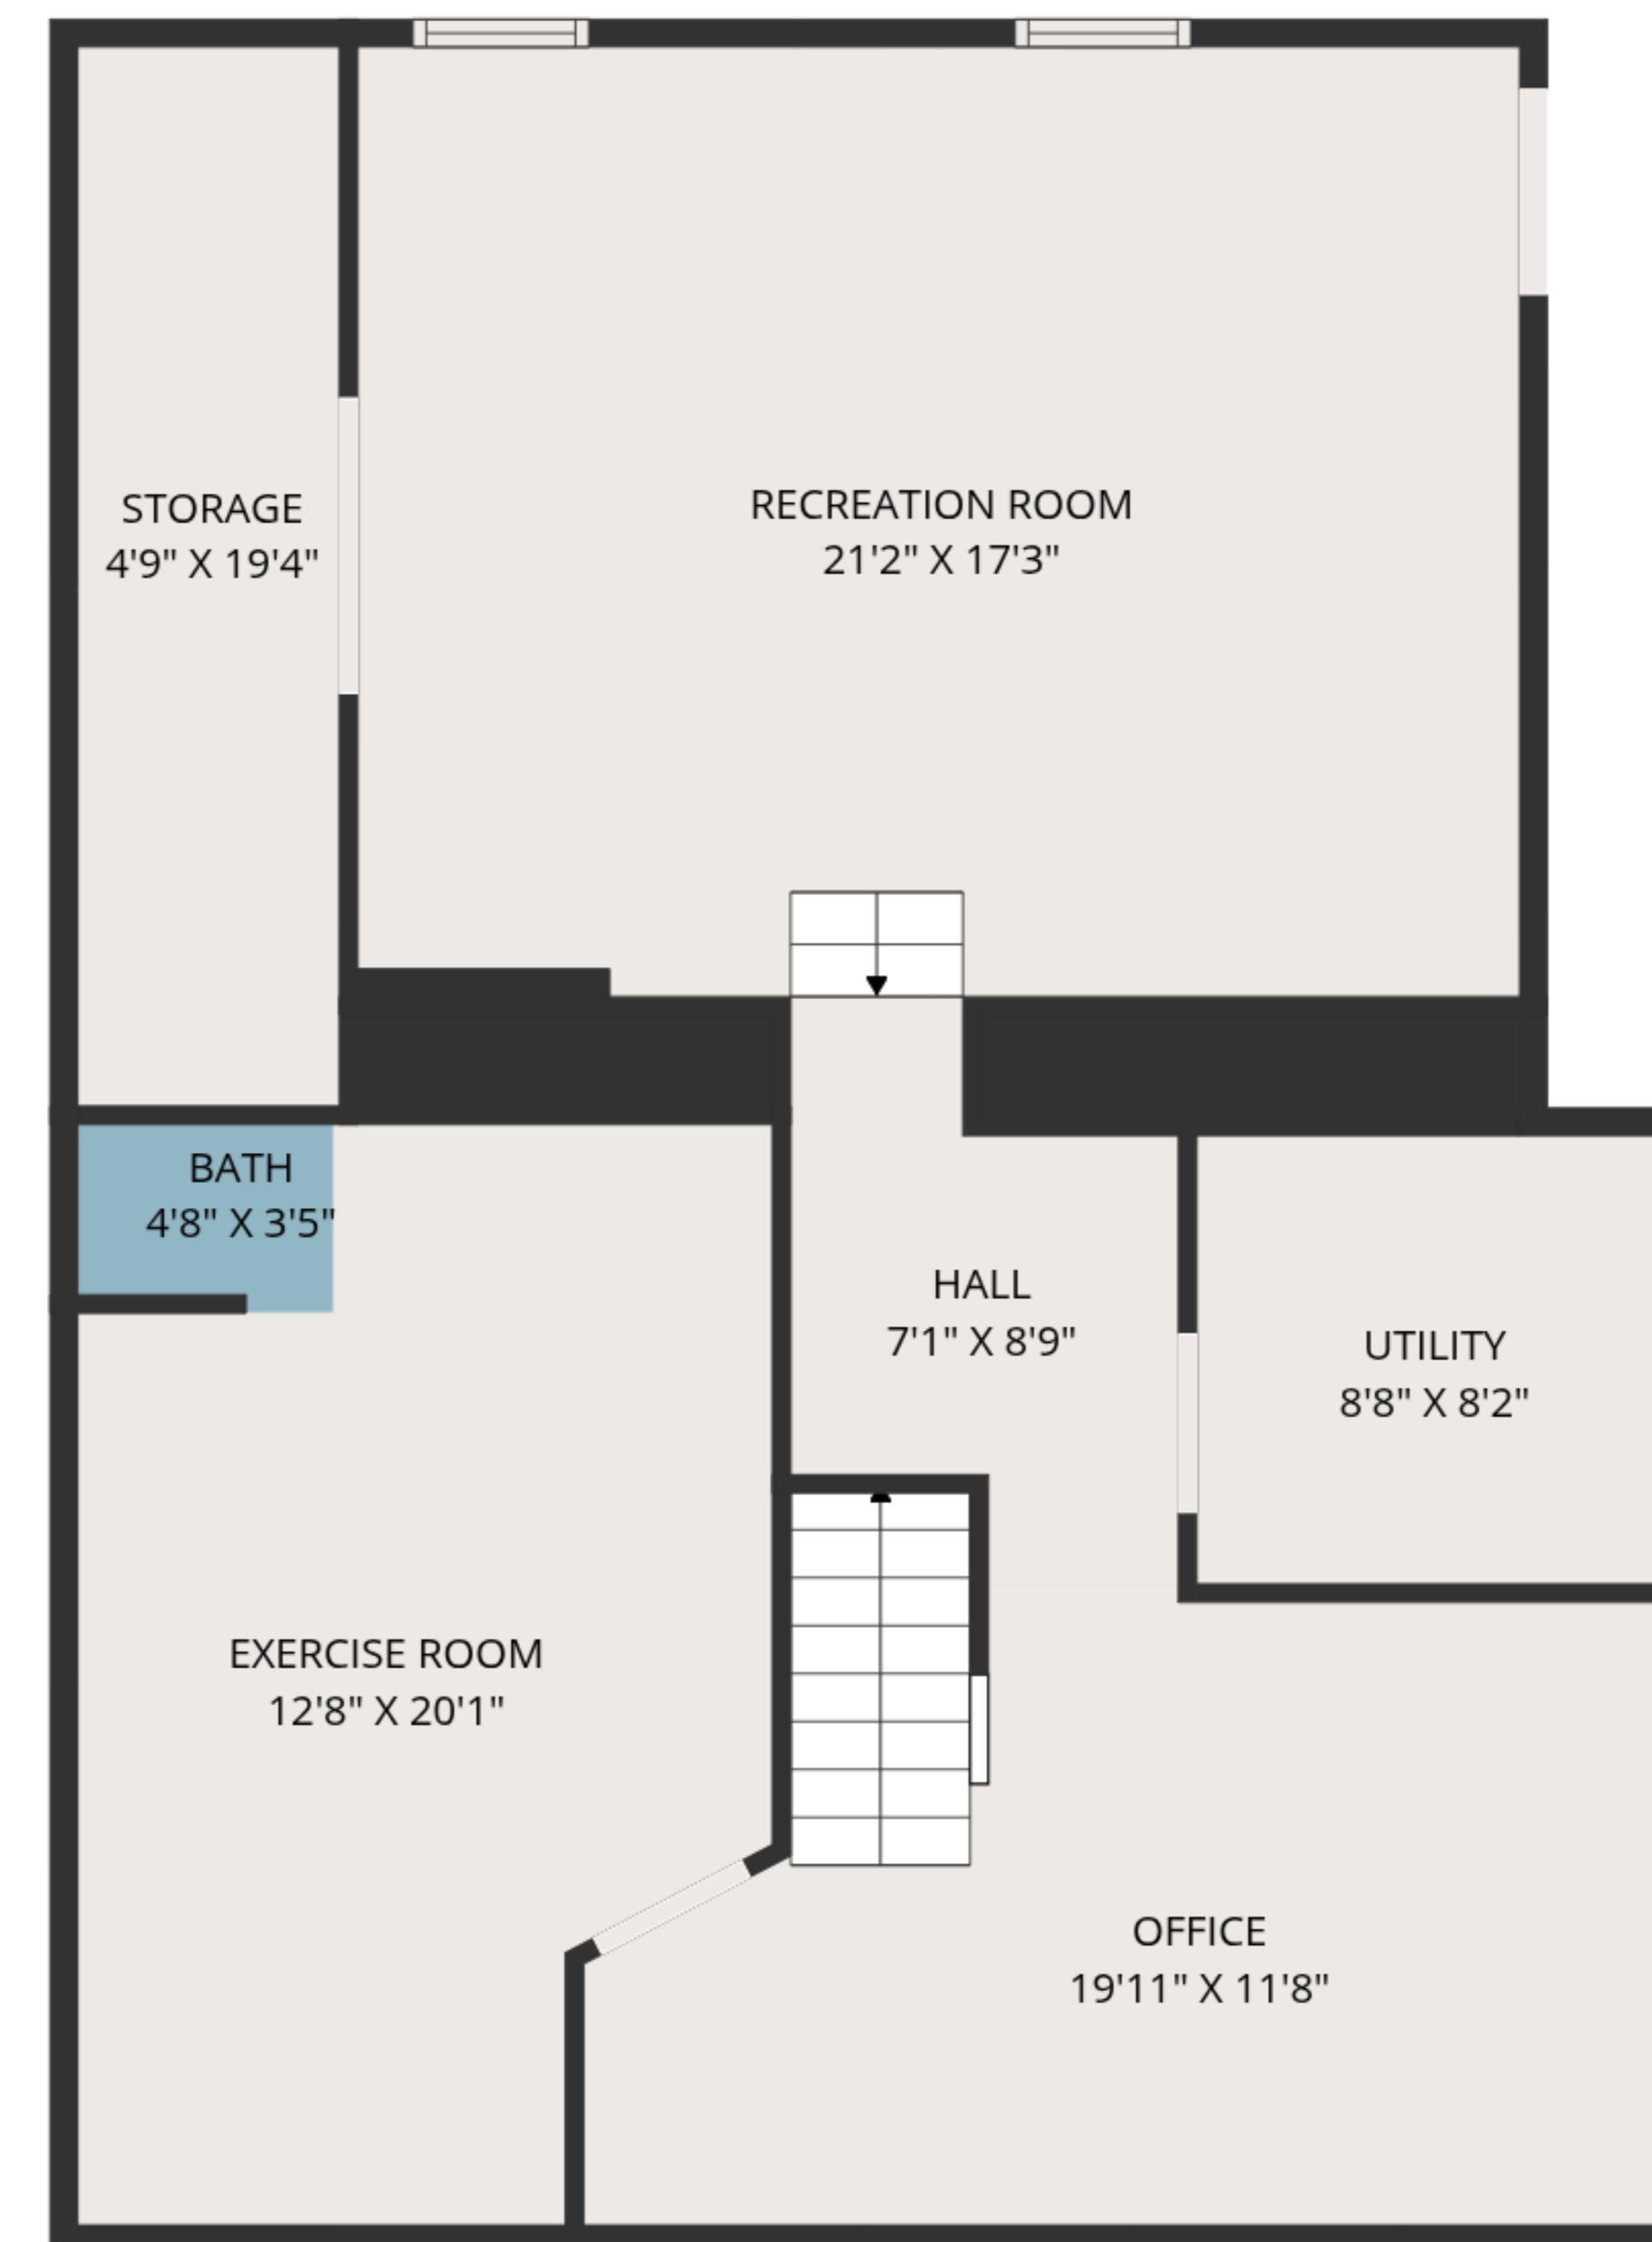 STORAGE
4'9" X 19'4"
RECREATION ROOM
21'2" X 17'3"
BATH
4'8" X 3'5"
HALL
7'1" X 8'9"
UTILITY
8'8" X 8'2"
EXERCISE ROOM
12'8" X 20'1"
OFFICE
19'11" X 11'8"